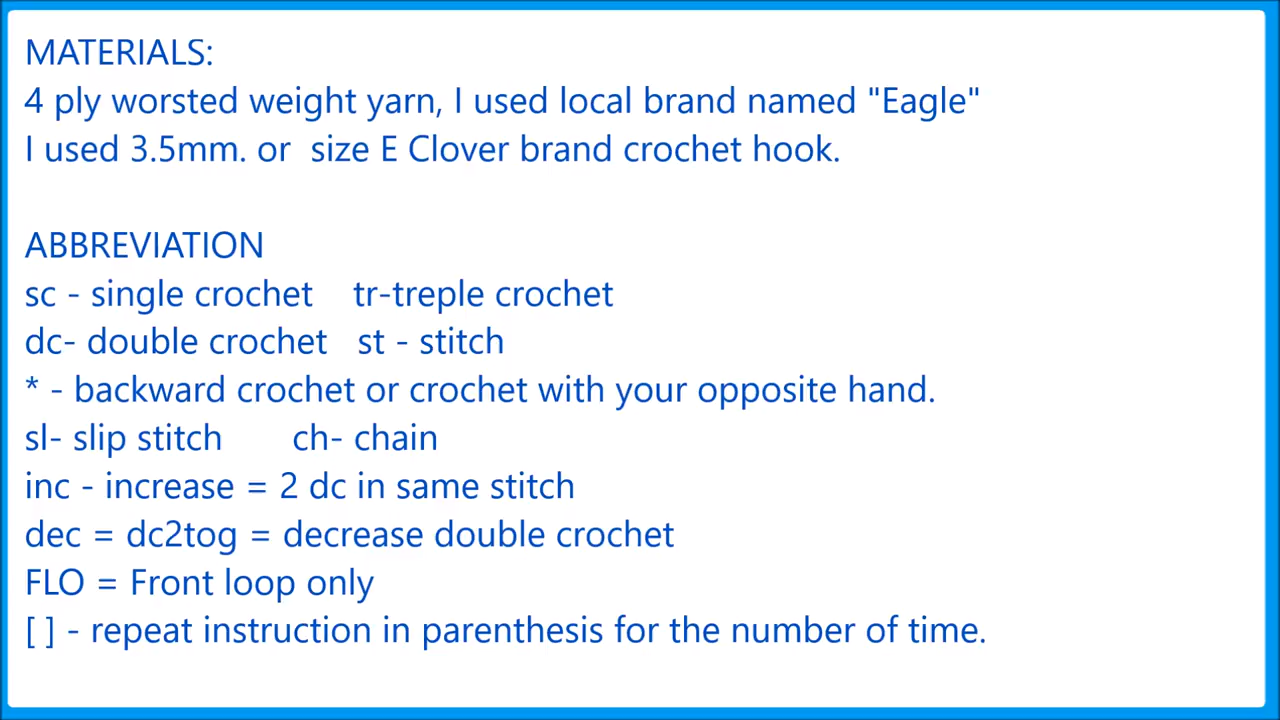 MATERIALS:
4 ply worsted weight yarn, I used local brand named "Eagle"
I used 3.5mm. or  size E Clover brand crochet hook.
ABBREVIATION
sc - single crochet    tr-treple crochet
dc- double crochet   st - stitch
* - backward crochet or crochet with your opposite hand.
sl- slip stitch       ch- chain
inc - increase = 2 dc in same stitch
dec = dc2tog = decrease double crochet
FLO = Front loop only
[ ] - repeat instruction in parenthesis for the number of time.